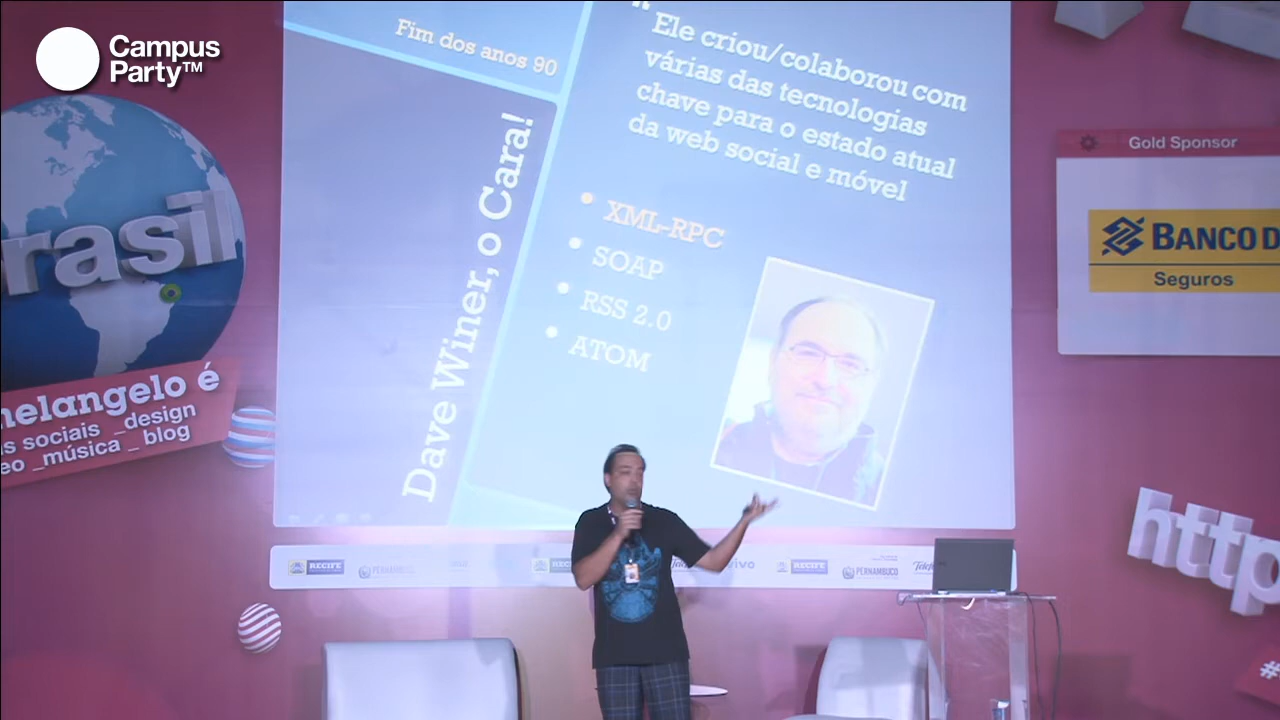 Campus
Party™
Fim dos anos 90
Dave Winer, o Cara!
Ele criou/colaborou com
várias das tecnologias
chave para o estado atual
da web social e móvel
XML-RPC
SOAP
RSS 2.0
ATOM
Gold Sponsor
BANCO D
Seguros
rasil
nelangelo é
s sociais _design
eo _música _ blog
http
RECIFE
PERNAMBUCO
RECIFE
PERNAMBUCO
#